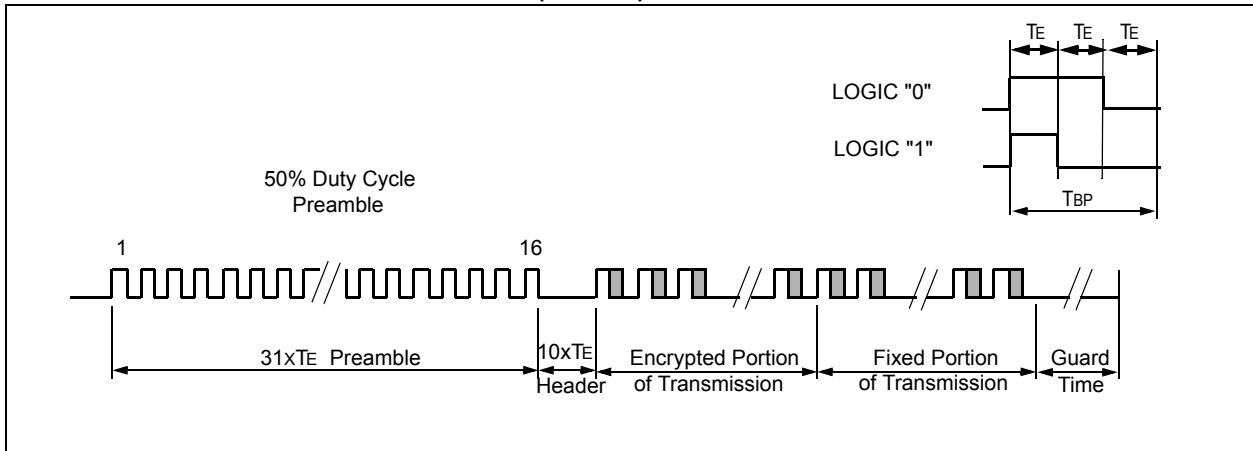 TE TE TE
LOGIC "0"
LOGIC "1"
TBP
50% Duty Cycle
Preamble
1 16
31xTE Preamble
10xTE
Header
Encrypted Portion
of Transmission
Fixed Portion
of Transmission
Guard
Time